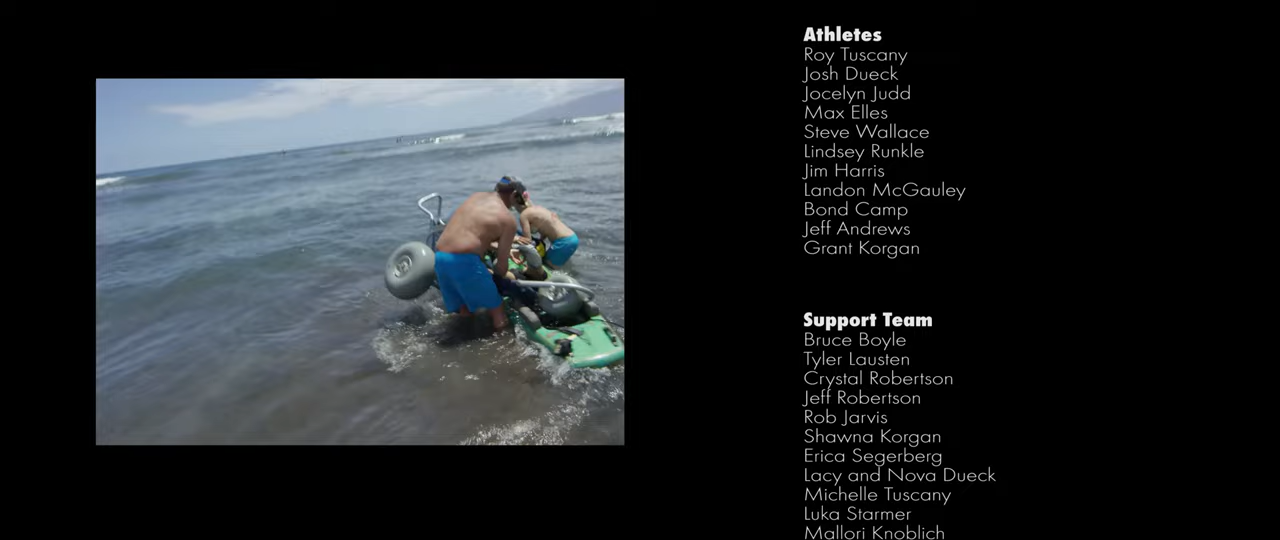 Athletes
Roy Tuscany
Josh Dueck
Jocelyn Judd
Max Elles
Steve Wallace
Lindsey Runkle
Jim Harris
Landon McGauley
Bond Camp
Jeff Andrews
Grant Korgan
Support Team
Bruce Boyle
Tyler Lausten
Crystal Robertson
Jeff Robertson
Rob Jarvis
Shawna Korgan
Erica Segerberg
Lacy and Nova Dueck
Michelle Tuscany
Luka Starmer
Mallori Knoblich